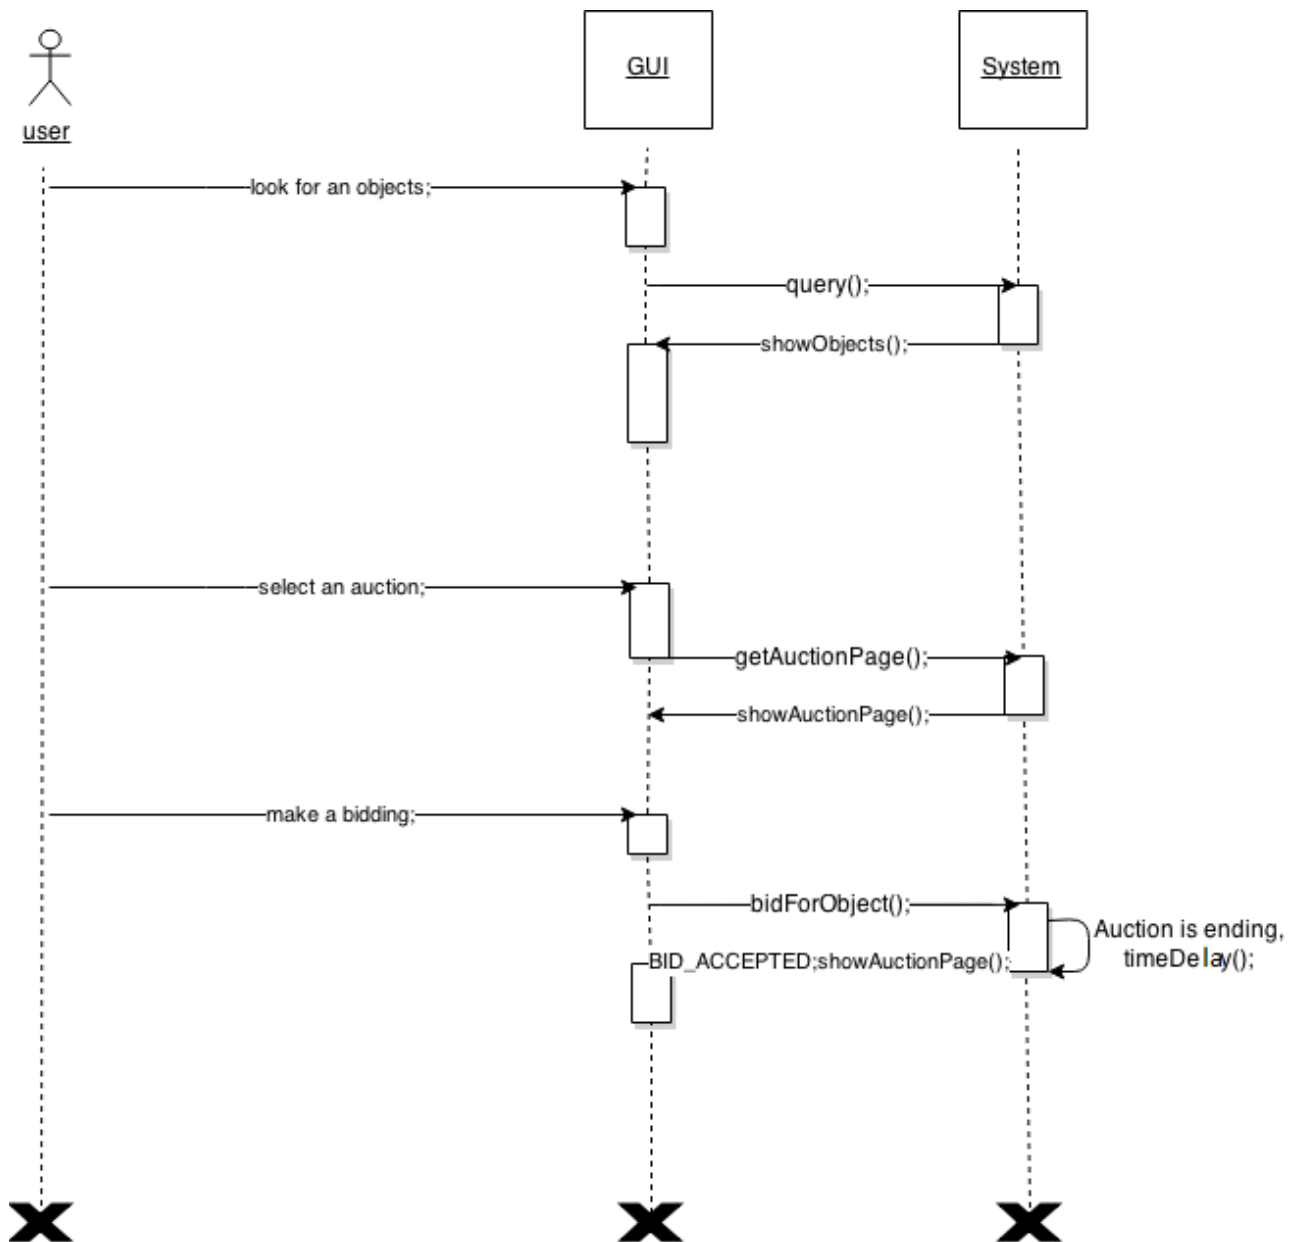 user
GUI
System
look for an objects;
query();
showObjects();
select an auction;
getAuctionPage();
showAuctionPage();
make a bidding;
bidForObject();
Auction is ending,
timeDelay();
BID_ACCEPTED;showAuctionPage();